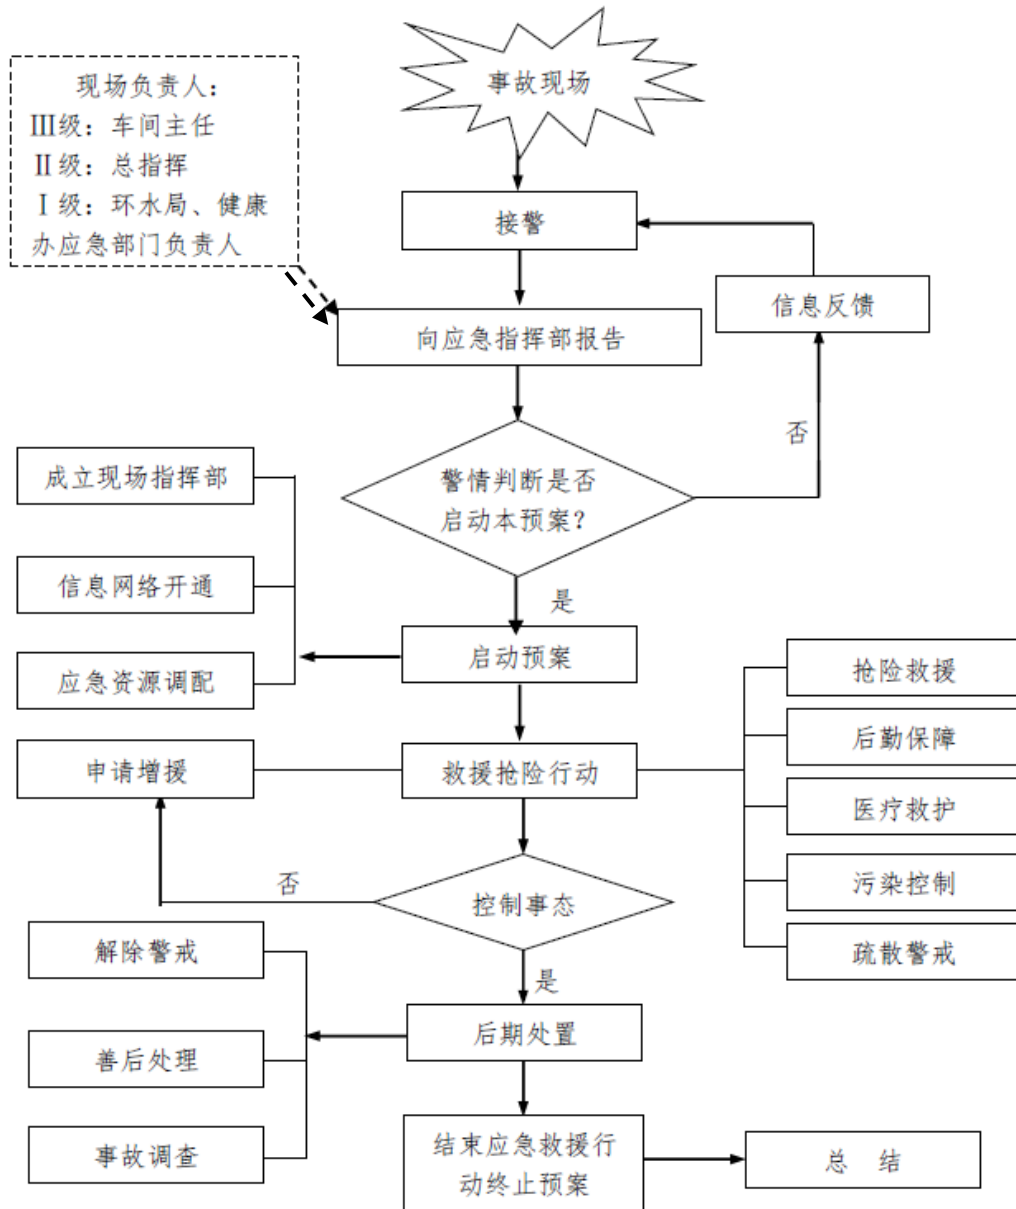 事故现场
现场负责人：
Ⅲ级：车间主任
Ⅱ级：总指挥
Ⅰ级：环水局、健康
办应急部门负责人
接警
信息反馈
向应急指挥部报告
否
警情判断是否
启动本预案？
成立现场指挥部
信息网络开通
应急资源调配
是
启动预案
抢险救援
后勤保障
医疗救护
污染控制
疏散警戒
申请增援
救援抢险行动
否
控制事态
是
解除警戒
善后处理
事故调查
后期处置
结束应急救援行
动终止预案
总 结